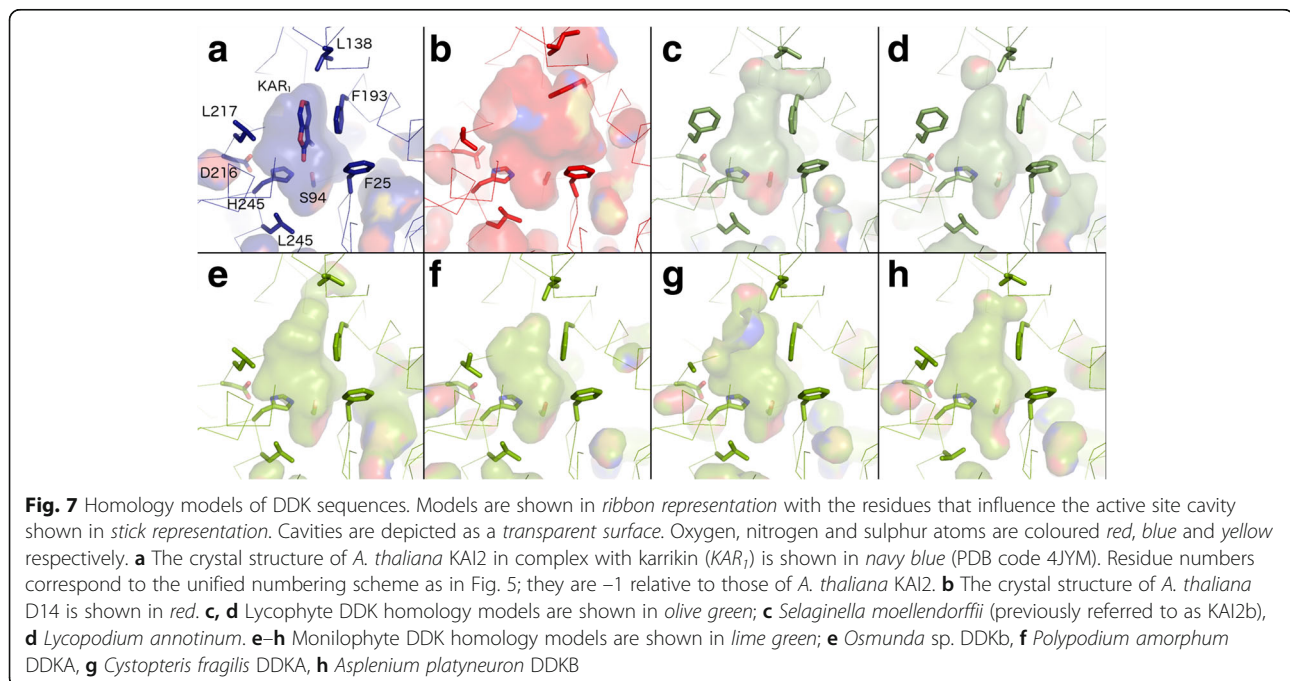 a
b
c
d
L138
KAR₁
F193
L217
D216
F25
H245
S94
L245
e
f
g
h
Fig. 7 Homology models of DDK sequences. Models are shown in ribbon representation with the residues that influence the active site cavity
shown in stick representation. Cavities are depicted as a transparent surface. Oxygen, nitrogen and sulphur atoms are coloured red, blue and yellow
respectively. a The crystal structure of A. thaliana KAI2 in complex with karrikin (KAR₁) is shown in navy blue (PDB code 4JYM). Residue numbers
correspond to the unified numbering scheme as in Fig. 5; they are –1 relative to those of A. thaliana KAI2. b The crystal structure of A. thaliana
D14 is shown in red. c, d Lycophyte DDK homology models are shown in olive green; c Selaginella moellendorffii (previously referred to as KAI2b),
d Lycopodium annotinum. e–h Monilophyte DDK homology models are shown in lime green; e Osmunda sp. DDKb, f Polypodium amorphum
DDKA, g Cystopteris fragilis DDKA, h Asplenium platyneuron DDKB